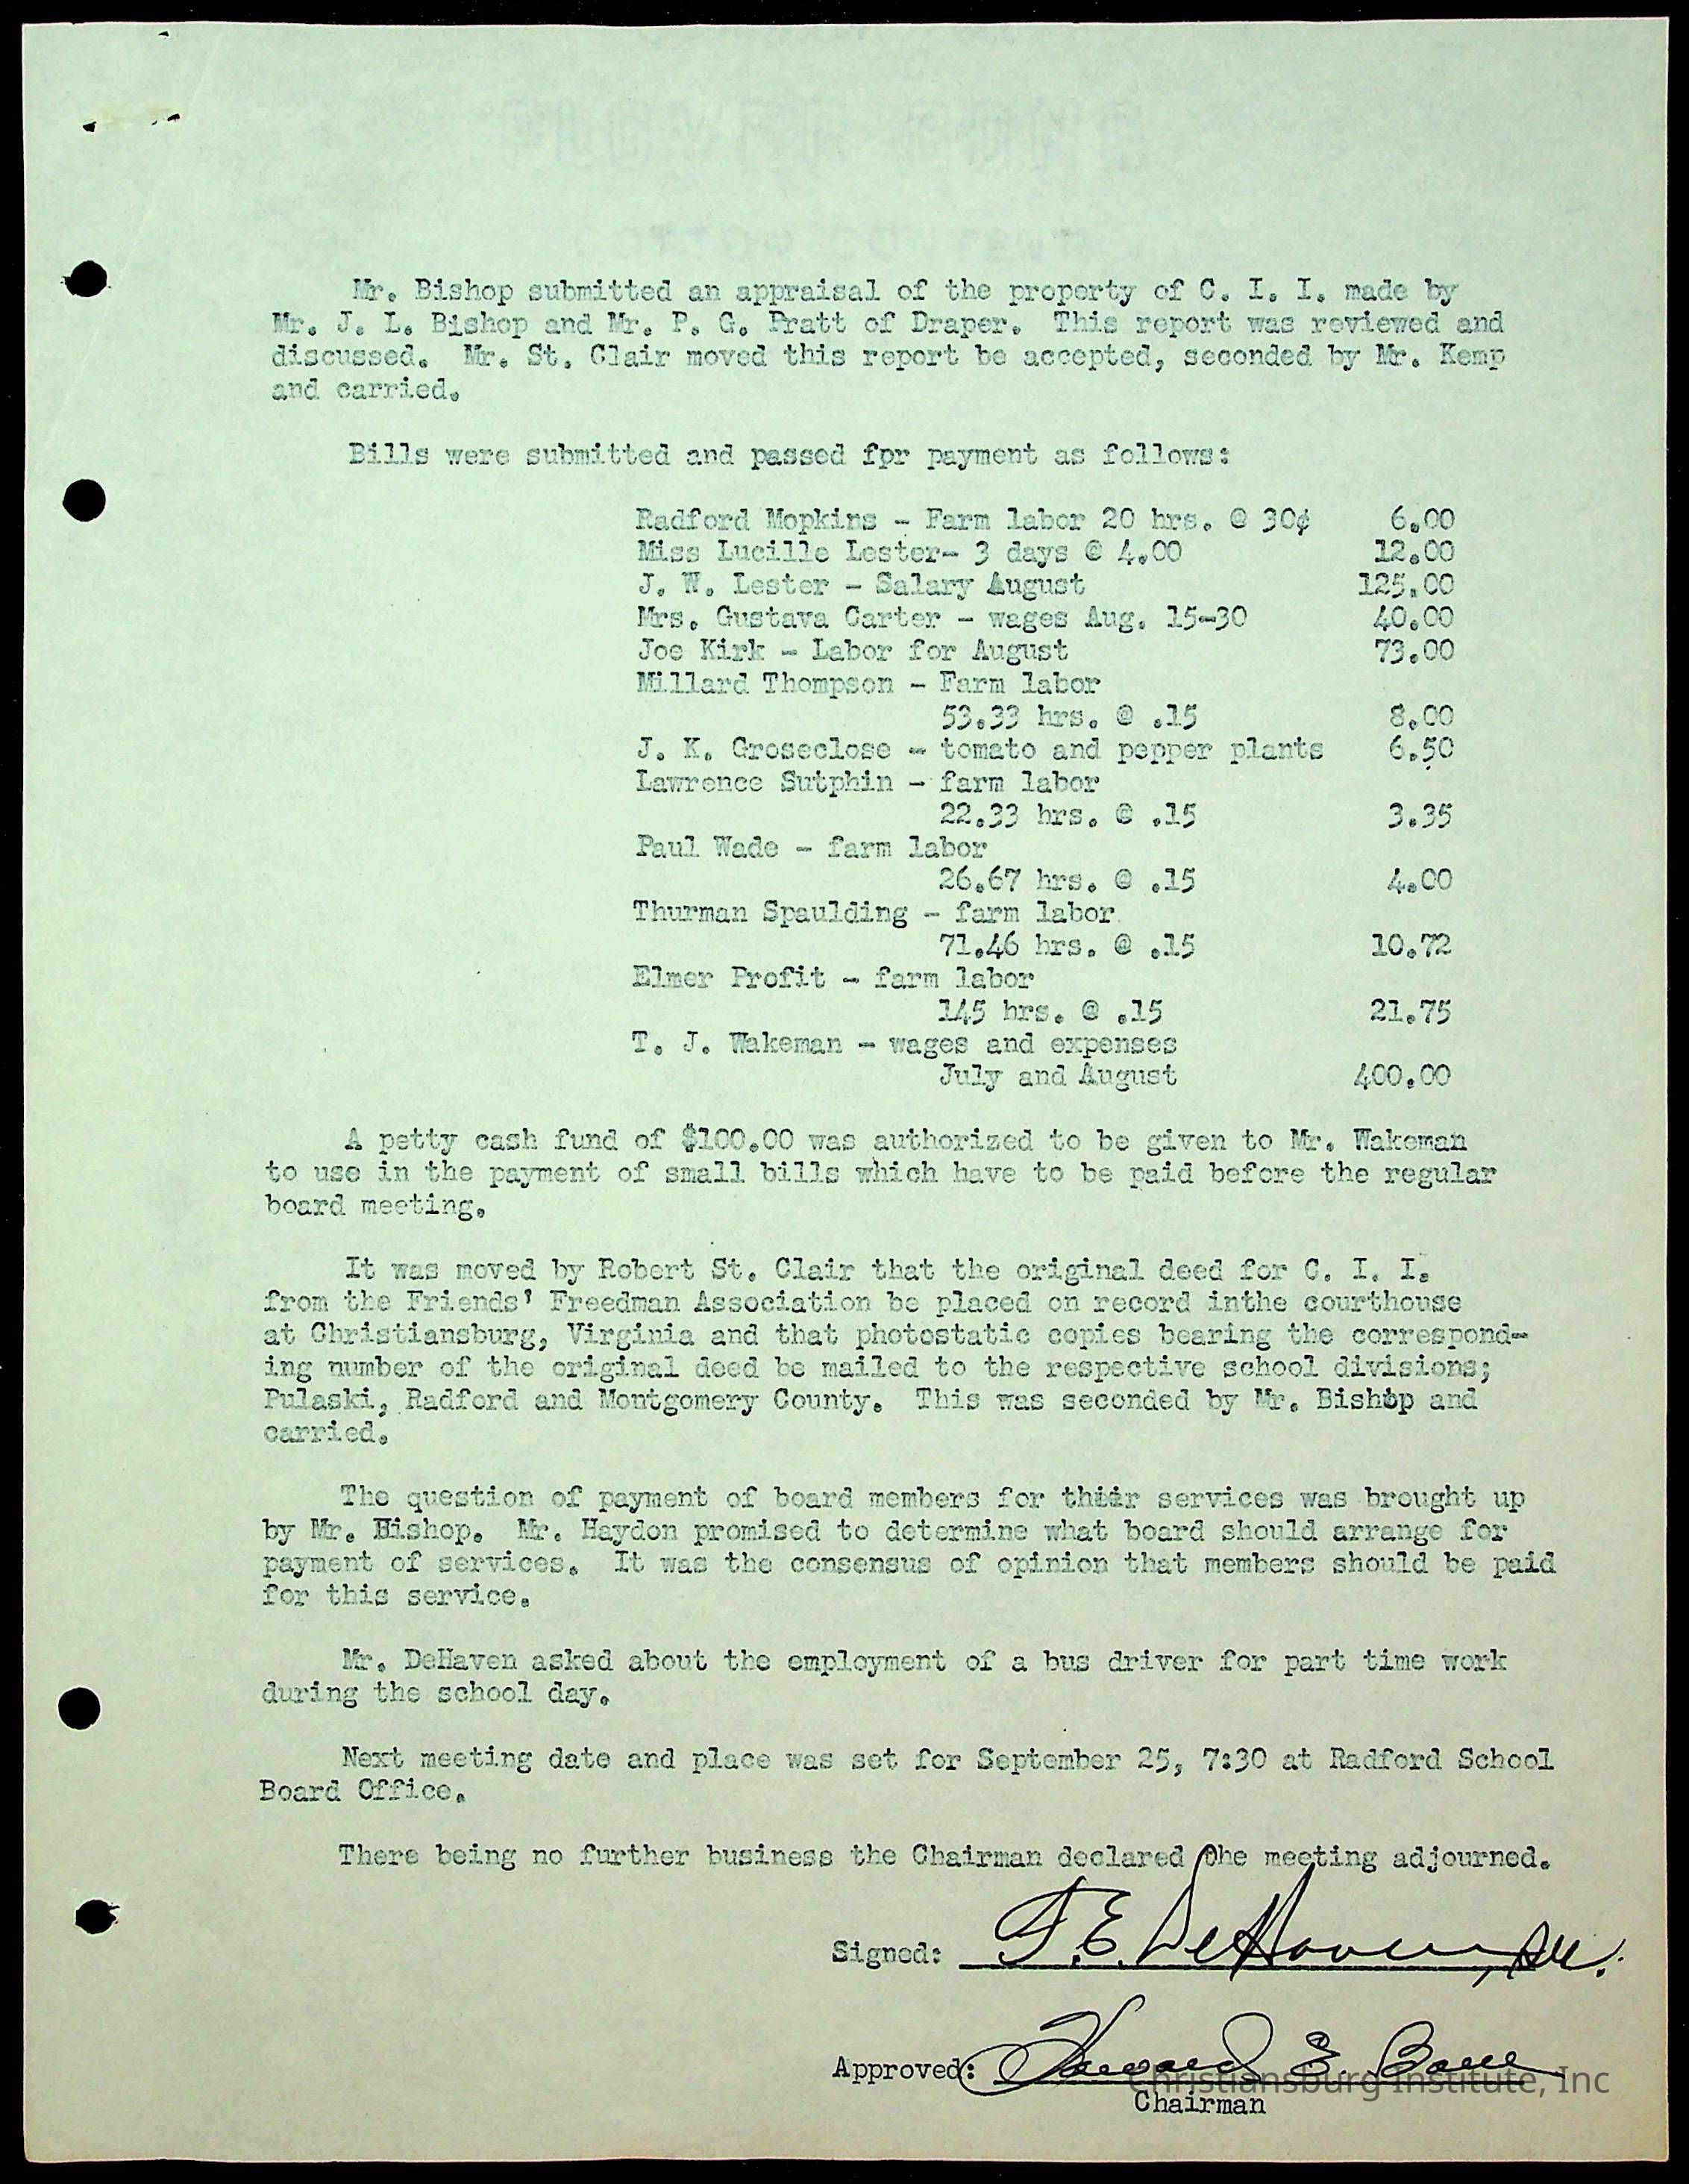 Mr. Bishop submitted an appraisal of the property of C. I. I. made by
Mr. J. L. Bishop and Mr. P. G. Pratt of Draper. This report was reviewed and
discussed. Mr. St. Clair moved this report be accepted, seconded by Mr. Kemp
and carried.
Bills were submitted and passed fpr payment as follows:
Radford Mopkins - Farm labor 20 hrs. @ 30¢ 6.00
Miss Lucille Lester- 3 days @ 4.00 12.00
J. W. Lester - Salary August 125.00
Mrs. Gustava Carter - wages Aug. 15-30 40.00
Joe Kirk - Labor for August 73.00
Millard Thompson - Farm labor
53.33 hrs. @ .15 8.00
J. K. Groseclose - tomato and pepper plants 6.50
Lawrence Sutphin - farm labor
22.33 hrs. @ .15 3.35
Paul Wade - farm labor
26.67 hrs. @ .15 4.00
Thurman Spaulding - farm labor
71.46 hrs. @ .15 10.72
Elmer Profit - farm labor
145 hrs. @ .15 21.75
T. J. Wakeman - wages and expenses
July and August 400.00
A petty cash fund of $100.00 was authorized to be given to Mr. Wakeman
to use in the payment of small bills which have to be paid before the regular
board meeting.
It was moved by Robert St. Clair that the original deed for C. I. I.
from the Friends' Freedman Association be placed on record inthe courthouse
at Christiansburg, Virginia and that photostatic copies bearing the correspond-
ing number of the original deed be mailed to the respective school divisions;
Pulaski, Radford and Montgomery County. This was seconded by Mr. Bishop and
carried.
The question of payment of board members for their services was brought up
by Mr. Bishop. Mr. Haydon promised to determine what board should arrange for
payment of services. It was the consensus of opinion that members should be paid
for this service.
Mr. DeHaven asked about the employment of a bus driver for part time work
during the school day.
Next meeting date and place was set for September 25, 7:30 at Radford School
Board Office.
There being no further business the Chairman declared the meeting adjourned.
Signed: F. E. DeHaven,
Approved: Howard E. Bane
Christiansburg Institute, Inc
Chairman